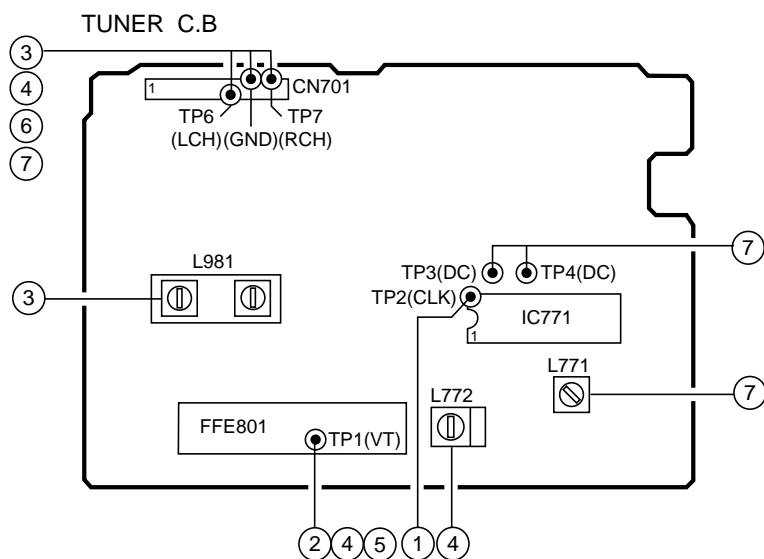 TUNER C.B
3
4
6
7
1
CN701
TP6 TP7
(LCH)(GND)(RCH)
L981
3
TP3(DC) TP4(DC)
7
TP2(CLK)
IC771
1
L771
7
L772
FFE801
TP1(VT)
2 4 5 1 4